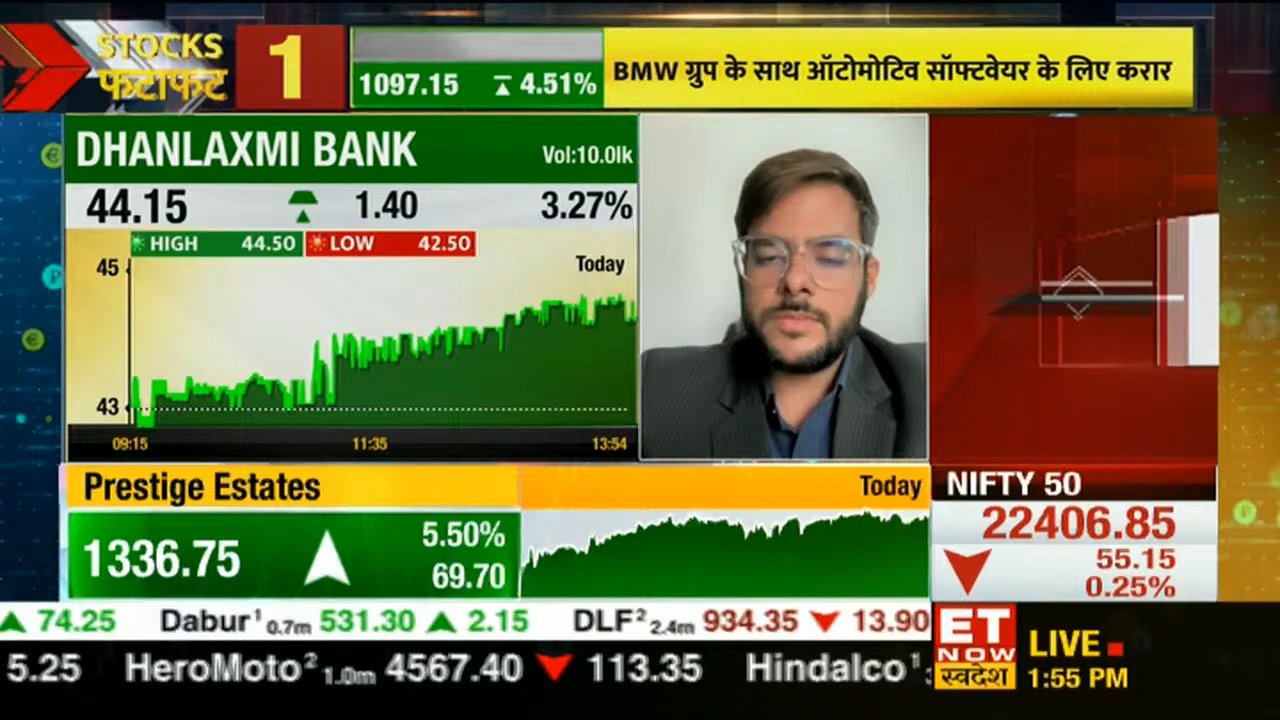 STOCKS
फटाफट
1
1097.15 4.51%
BMW ग्रुप के साथ ऑटोमोटिव सॉफ्टवेयर के लिए करार
DHANLAXMI BANK Vol:10.0lk
44.15 1.40 3.27%
HIGH 44.50 LOW 42.50
45 Today
43
09:15 11:35 13:54
Prestige Estates Today
1336.75 5.50%
69.70
NIFTY 50
22406.85
55.15
0.25%
74.25 Dabur¹ 0.7m 531.30 2.15 DLF² 2.4m 934.35 13.90
5.25 HeroMoto² 1.0m 4567.40 113.35 Hindalco¹
ET
NOW
स्वदेश
LIVE
1:55 PM